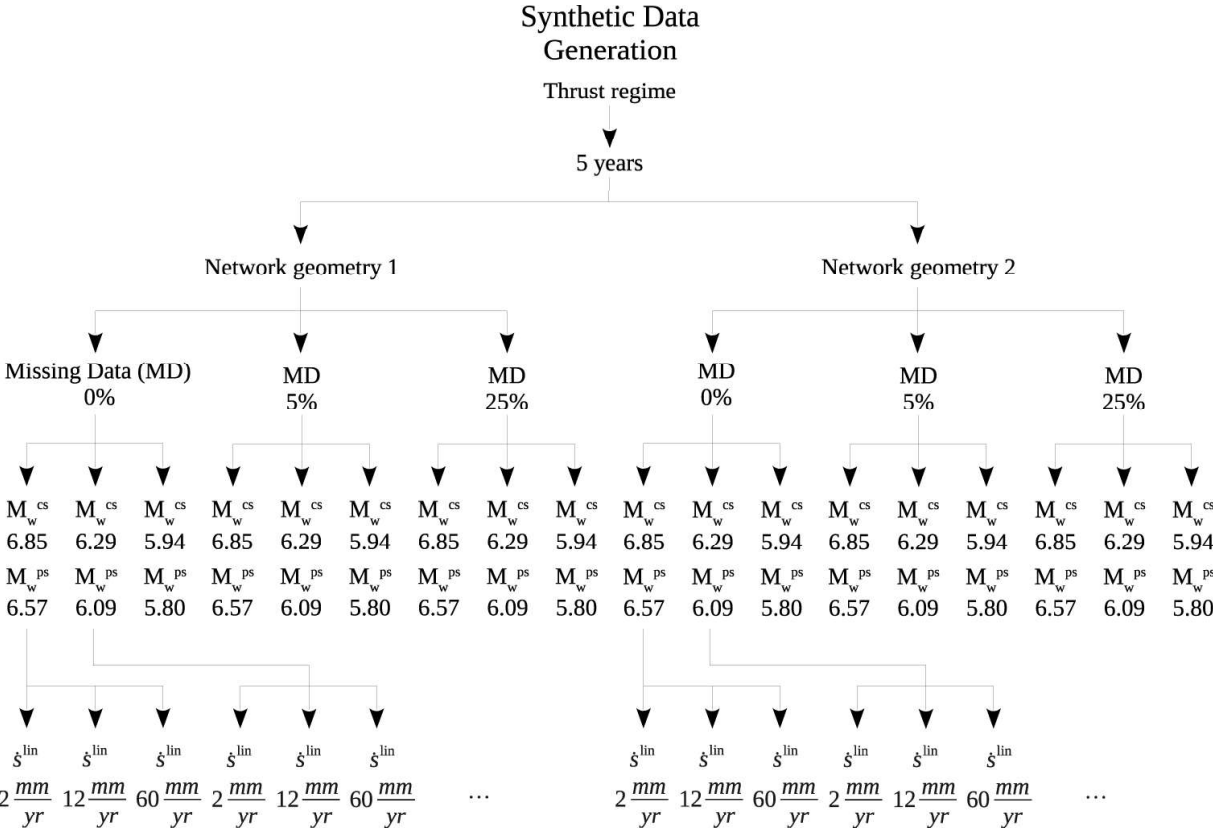 Synthetic Data
Generation
Thrust regime
5 years
Network geometry 1 Network geometry 2
Missing Data (MD) MD MD MD MD MD
0% 5% 25% 0% 5% 25%
M_w^cs M_w^cs M_w^cs M_w^cs M_w^cs M_w^cs M_w^cs M_w^cs M_w^cs M_w^cs M_w^cs M_w^cs M_w^cs M_w^cs M_w^cs M_w^cs M_w^cs M_w^cs
6.85 6.29 5.94 6.85 6.29 5.94 6.85 6.29 5.94 6.85 6.29 5.94 6.85 6.29 5.94 6.85 6.29 5.94
M_w^ps M_w^ps M_w^ps M_w^ps M_w^ps M_w^ps M_w^ps M_w^ps M_w^ps M_w^ps M_w^ps M_w^ps M_w^ps M_w^ps M_w^ps M_w^ps M_w^ps M_w^ps
6.57 6.09 5.80 6.57 6.09 5.80 6.57 6.09 5.80 6.57 6.09 5.80 6.57 6.09 5.80 6.57 6.09 5.80
ṡ^lin ṡ^lin ṡ^lin ṡ^lin ṡ^lin ṡ^lin ṡ^lin ṡ^lin ṡ^lin ṡ^lin ṡ^lin ṡ^lin
2 mm/yr 12 mm/yr 60 mm/yr 2 mm/yr 12 mm/yr 60 mm/yr ... 2 mm/yr 12 mm/yr 60 mm/yr 2 mm/yr 12 mm/yr 60 mm/yr ...